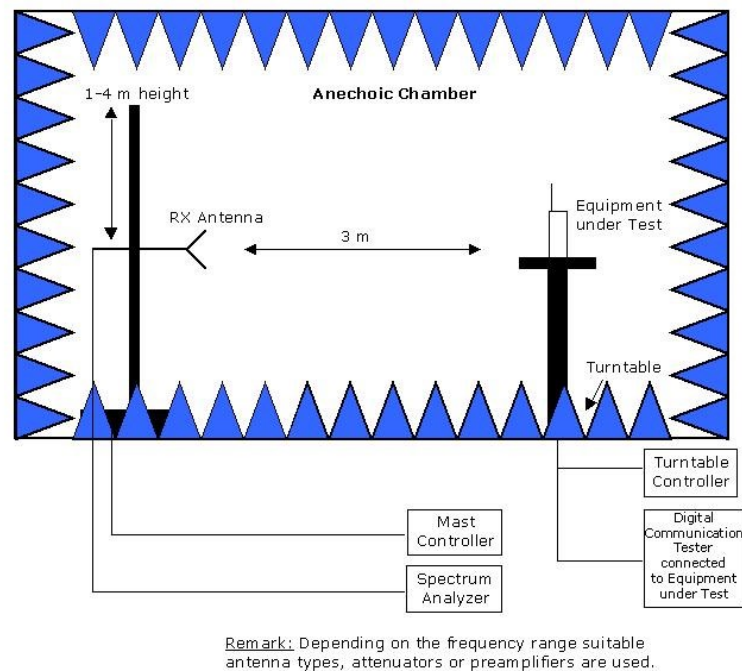 1-4 m height
Anechoic Chamber
RX Antenna
3 m
Equipment
under Test
Turntable
Turntable
Controller
Mast
Controller
Digital
Communication
Tester
connected
to Equipment
under Test
Spectrum
Analyzer
Remark: Depending on the frequency range suitable
antenna types, attenuators or preamplifiers are used.